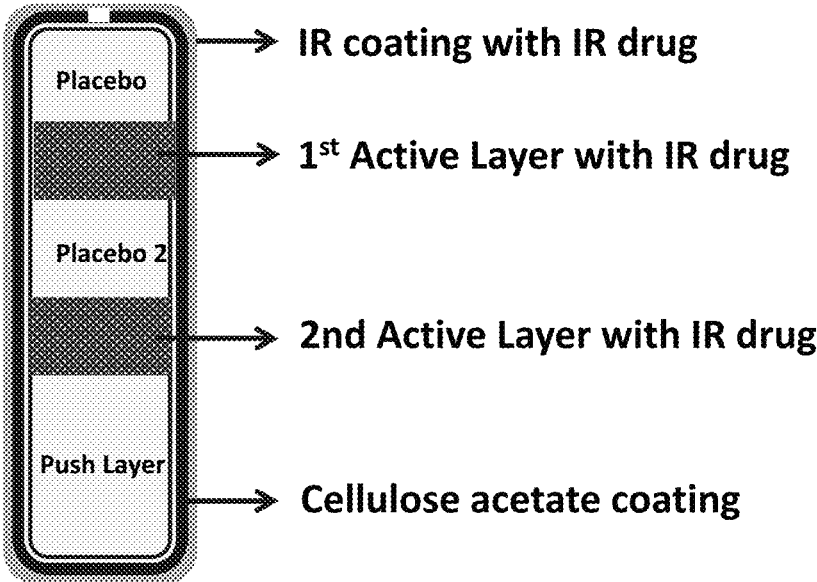 IR coating with IR drug
Placebo
1st Active Layer with IR drug
Placebo 2
2nd Active Layer with IR drug
Push Layer
Cellulose acetate coating